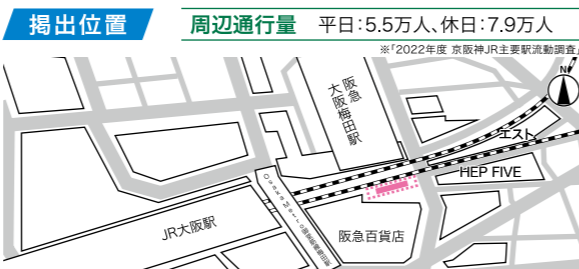 掲出位置
周辺通行量 平日：5.5万人、休日：7.9万人
※「2022年度 京阪神JR主要駅流動調査」
N
阪急
大阪梅田駅
エスト
HEP FIVE
Osaka Metro
JR大阪駅
阪急百貨店